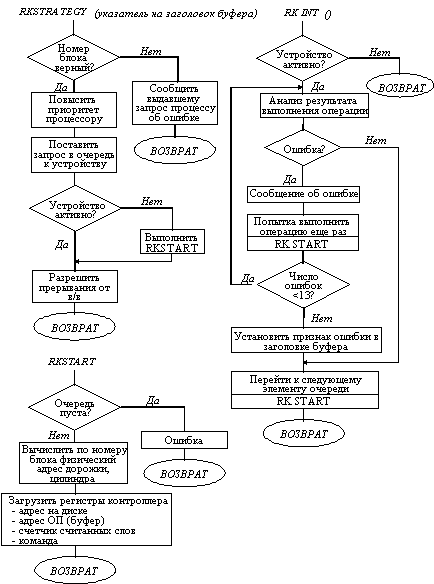 RKSTRATEGY (указатель на заголовок буфера)
Номер
блока
верный?
Нет
Да
Сообщить
выдавшему
запрос процессу
об ошибке
ВОЗВРАТ
Повысить
приоритет
процессору
Поставить
запрос в очередь
к устройству
Устройство
активно?
Нет
Да
Выполнить
RKSTART
Разрешить
прерывания от
в/в
ВОЗВРАТ
RKSTART
Очередь
пуста?
Да
Нет
Ошибка
ВОЗВРАТ
Вычислить по номеру
блока физический
адрес дорожки,
цилиндра
Загрузить регистры контроллера
- адрес на диске
- адрес ОП (буфер)
- счетчик считанных слов
- команда
ВОЗВРАТ
RK INT ()
Устройство
активно?
Нет
Да
ВОЗВРАТ
Анализ результата
выполнения операции
Ошибка?
Нет
Да
Сообщение об ошибке
Попытка выполнить
операцию еще раз
RK START
Число
ошибок
<13?
Да
Нет
Установить признак ошибки в
заголовке буфера
Перейти к следующему
элементу очереди
RK START
ВОЗВРАТ